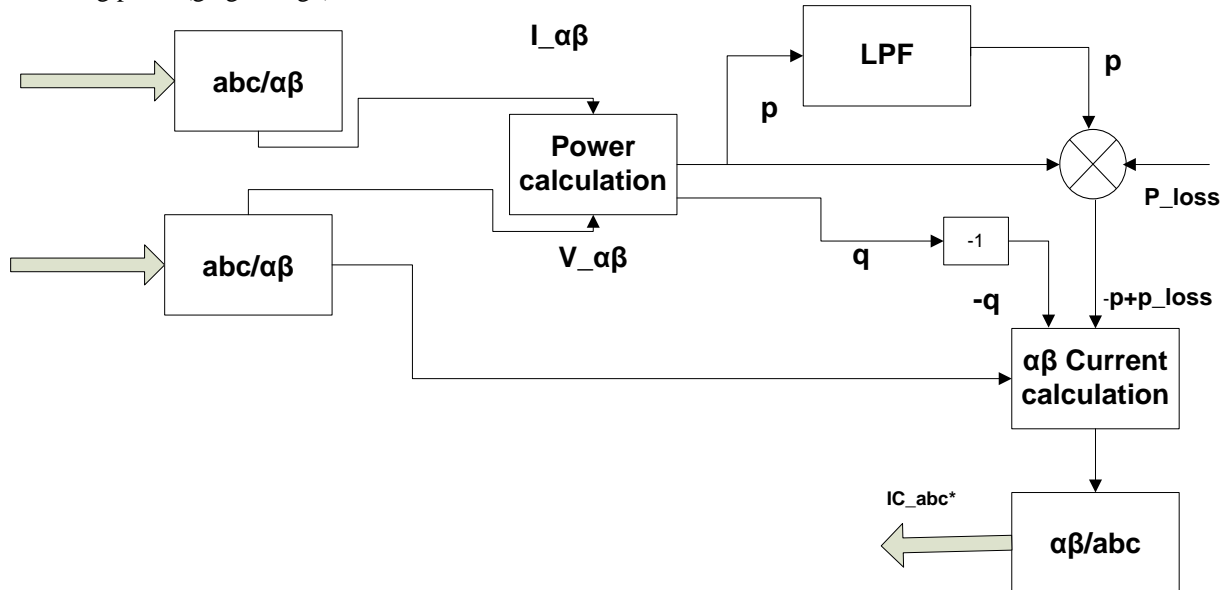 I_αβ
abc/αβ
LPF
p
p
Power
calculation
P_loss
abc/αβ
V_αβ
q
-1
-q
-p+p_loss
αβ Current
calculation
IC_abc*
αβ/abc